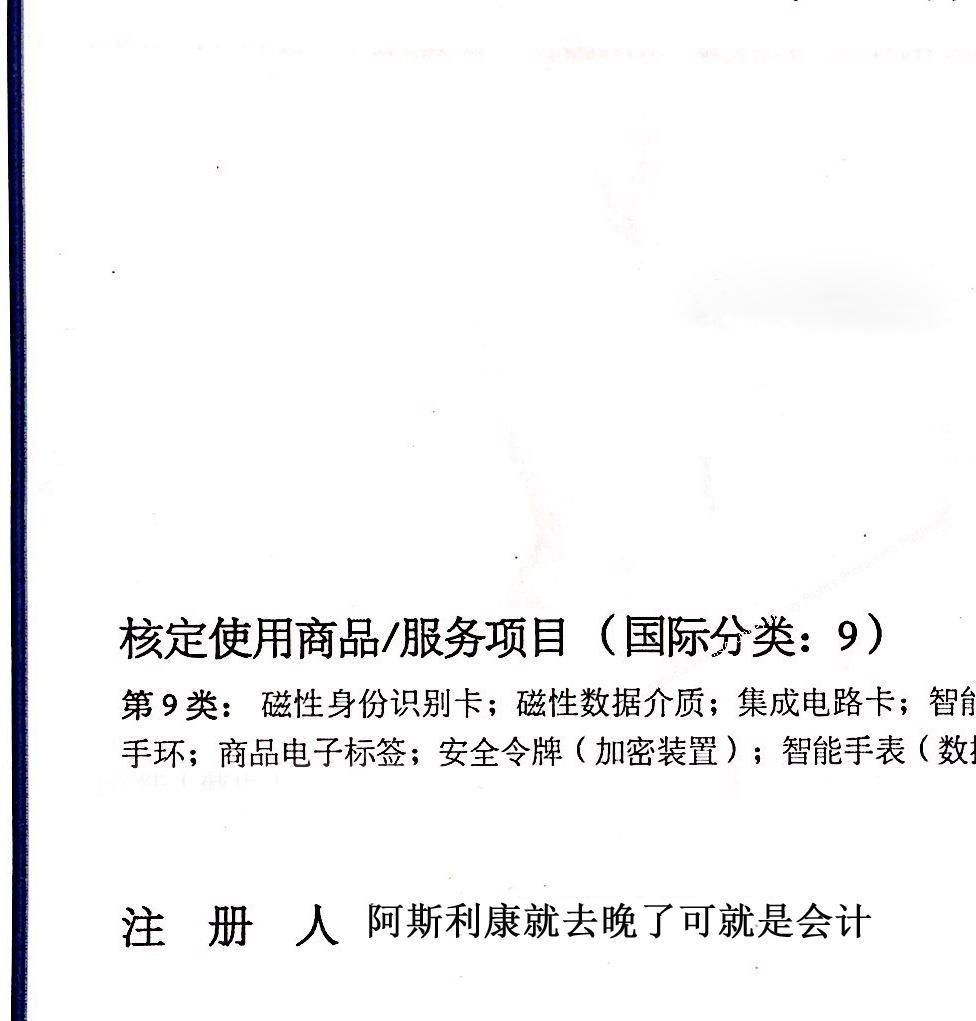 核定使用商品/服务项目（国际分类：9）
第9类：磁性身份识别卡；磁性数据介质；集成电路卡；智能
手环；商品电子标签；安全令牌（加密装置）；智能手表（数据
注 册 人 阿斯利康就去晚了可就是会计